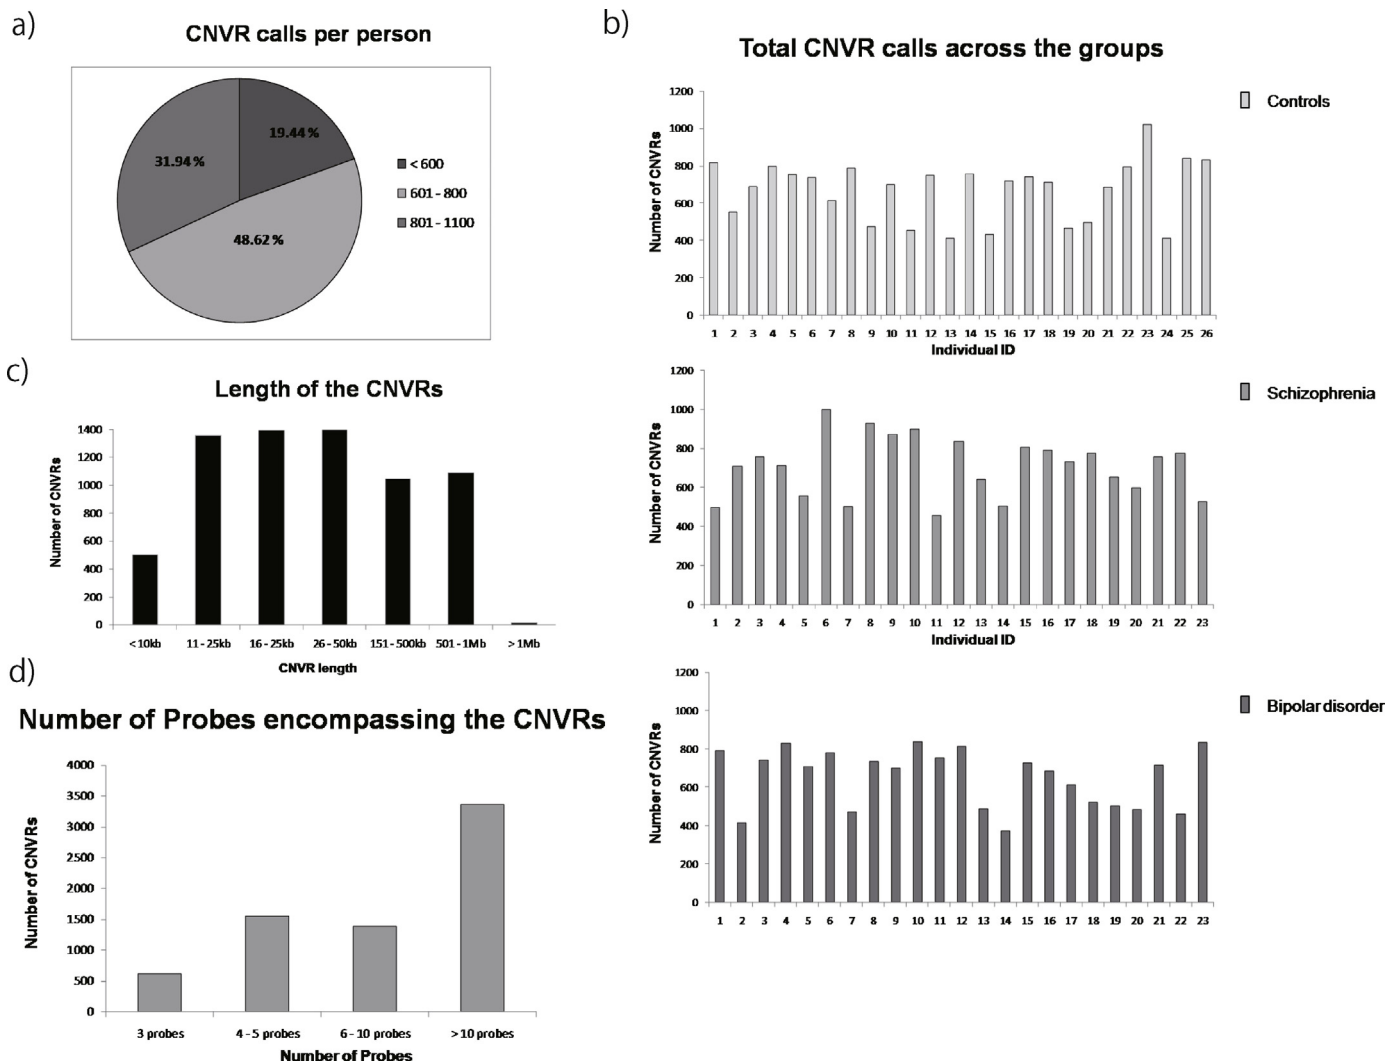 a)
CNVR calls per person
19.44 %
31.94 %
48.62 %
< 600
601 - 800
801 - 1100
b)
Total CNVR calls across the groups
Controls
Number of CNVRs
1200
1000
800
600
400
200
0
1 2 3 4 5 6 7 8 9 10 11 12 13 14 15 16 17 18 19 20 21 22 23 24 25 26
Individual ID
Schizophrenia
Number of CNVRs
1200
1000
800
600
400
200
0
1 2 3 4 5 6 7 8 9 10 11 12 13 14 15 16 17 18 19 20 21 22 23
Individual ID
Bipolar disorder
Number of CNVRs
1200
1000
800
600
400
200
0
1 2 3 4 5 6 7 8 9 10 11 12 13 14 15 16 17 18 19 20 21 22 23
c)
Length of the CNVRs
Number of CNVRs
1400
1200
1000
800
600
400
200
0
<10kb 11 - 25kb 16 - 25kb 26 - 50kb 151 - 500kb 501 - 1Mb > 1Mb
CNVR length
d)
Number of Probes encompassing the CNVRs
Number of CNVRs
4000
3500
3000
2500
2000
1500
1000
500
0
3 probes 4 - 5 probes 6 - 10 probes > 10 probes
Number of Probes